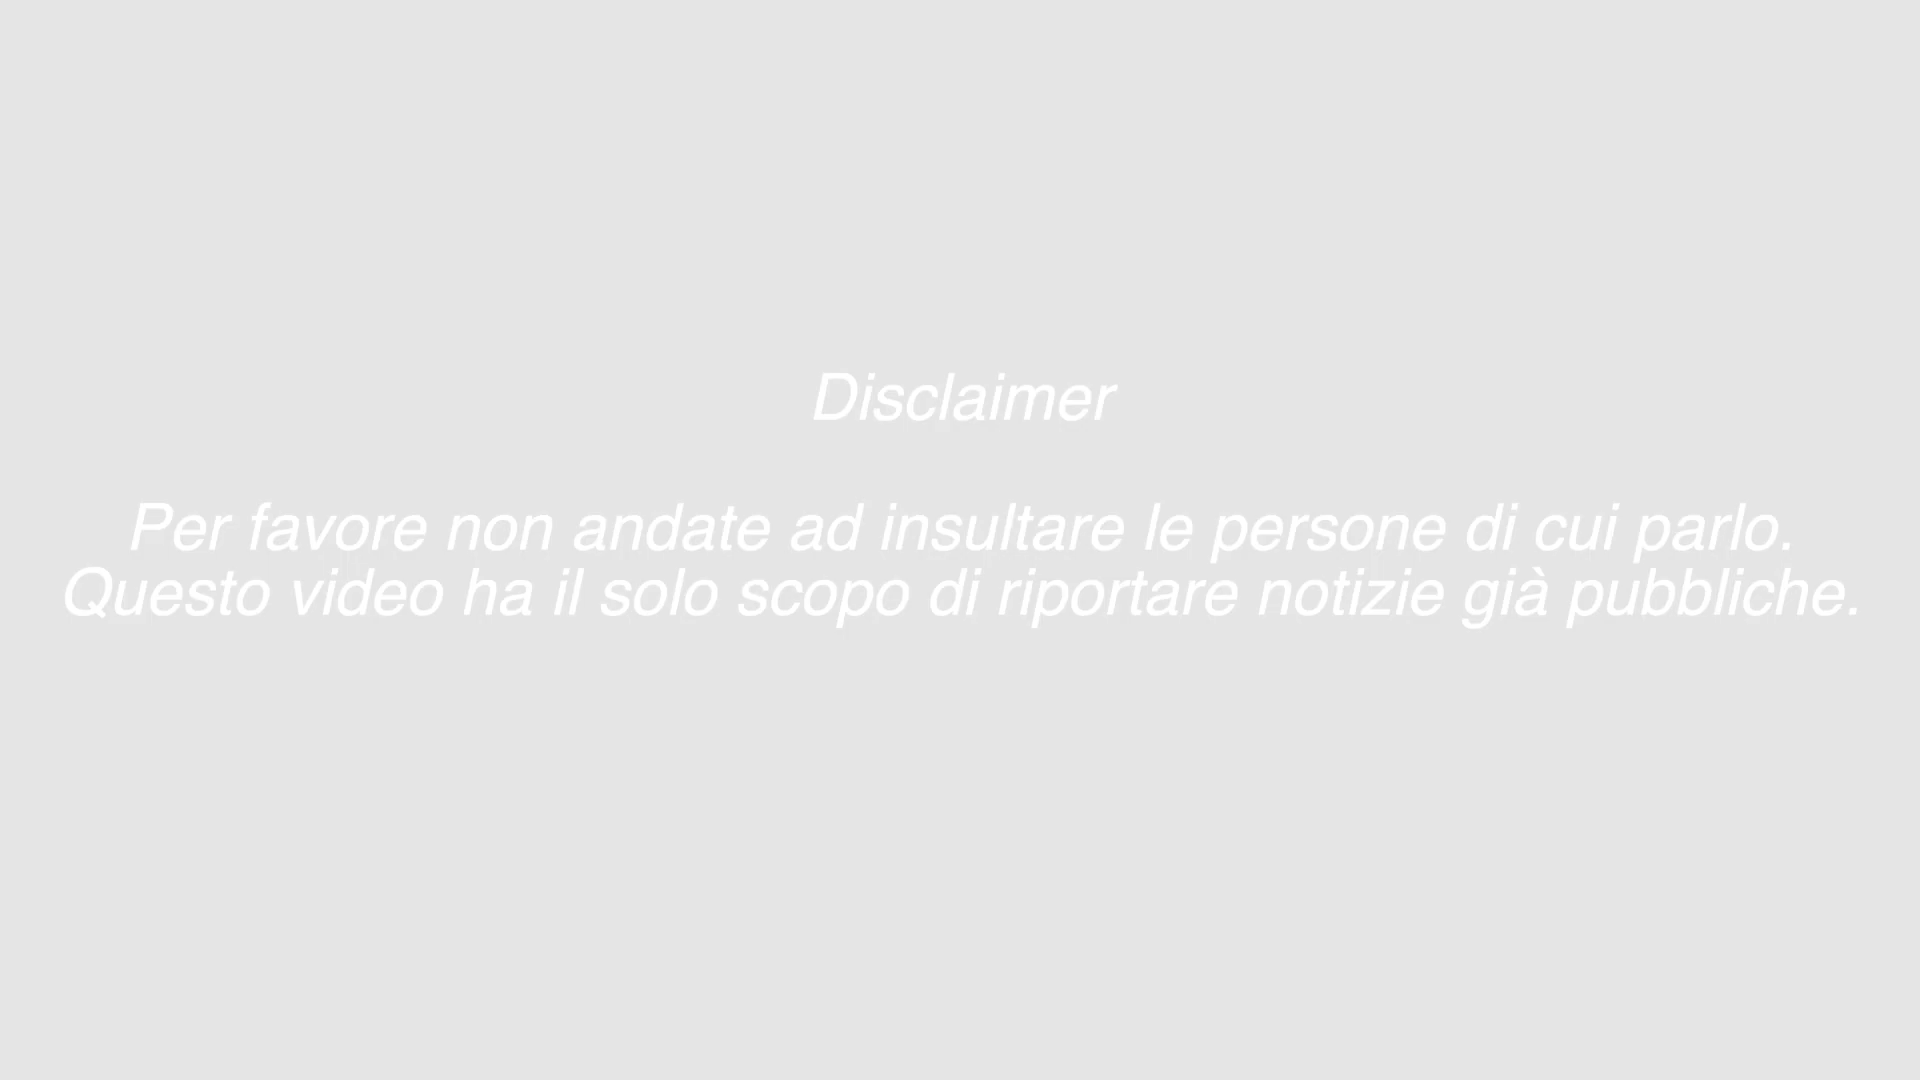 Disclaimer
Per favore non andate ad insultare le persone di cui parlo.
Questo video ha il solo scopo di riportare notizie già pubbliche.